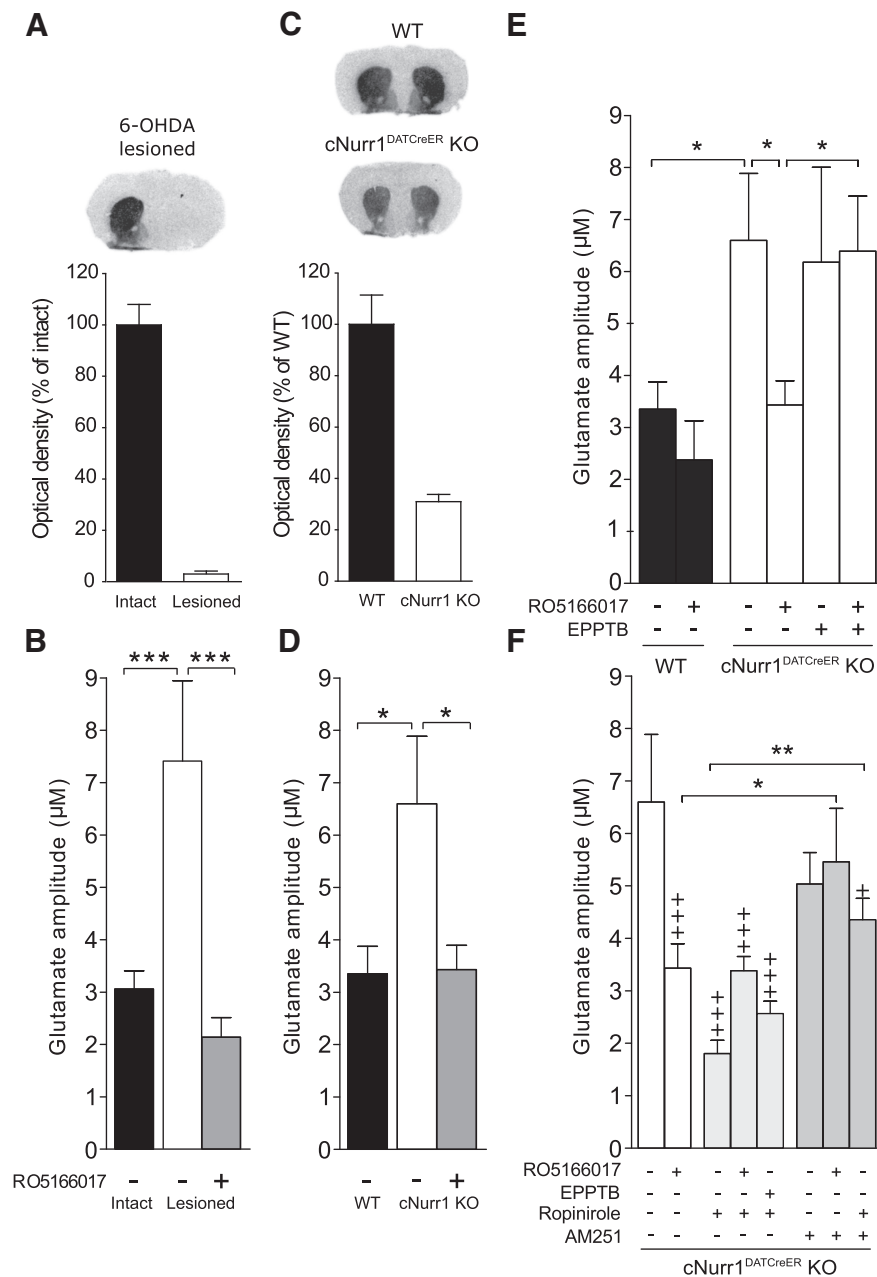 A
6-OHDA
lesioned
Optical density (% of intact)
120
100
80
60
40
20
0
Intact Lesioned
C
WT
cNurr1DATCreER KO
Optical density (% of WT)
120
100
80
60
40
20
0
WT cNurr1 KO
E
Glutamate amplitude (μM)
9
8
7
6
5
4
3
2
1
0
* * *
RO5166017 - + - + - +
EPPTB - - - - + +
WT cNurr1DATCreER KO
B
Glutamate amplitude (μM)
9
8
7
6
5
4
3
2
1
0
*** ***
RO5166017 - - +
Intact Lesioned
D
Glutamate amplitude (μM)
9
8
7
6
5
4
3
2
1
0
* *
- - +
WT cNurr1 KO
F
Glutamate amplitude (μM)
9
8
7
6
5
4
3
2
1
0
**
*
+++ +++ +++ +++ +
RO5166017 - + - + - - + -
EPPTB - - - - + - - -
Ropinirole - - + + + - - +
AM251 - - - - - + + +
cNurr1DATCreER KO